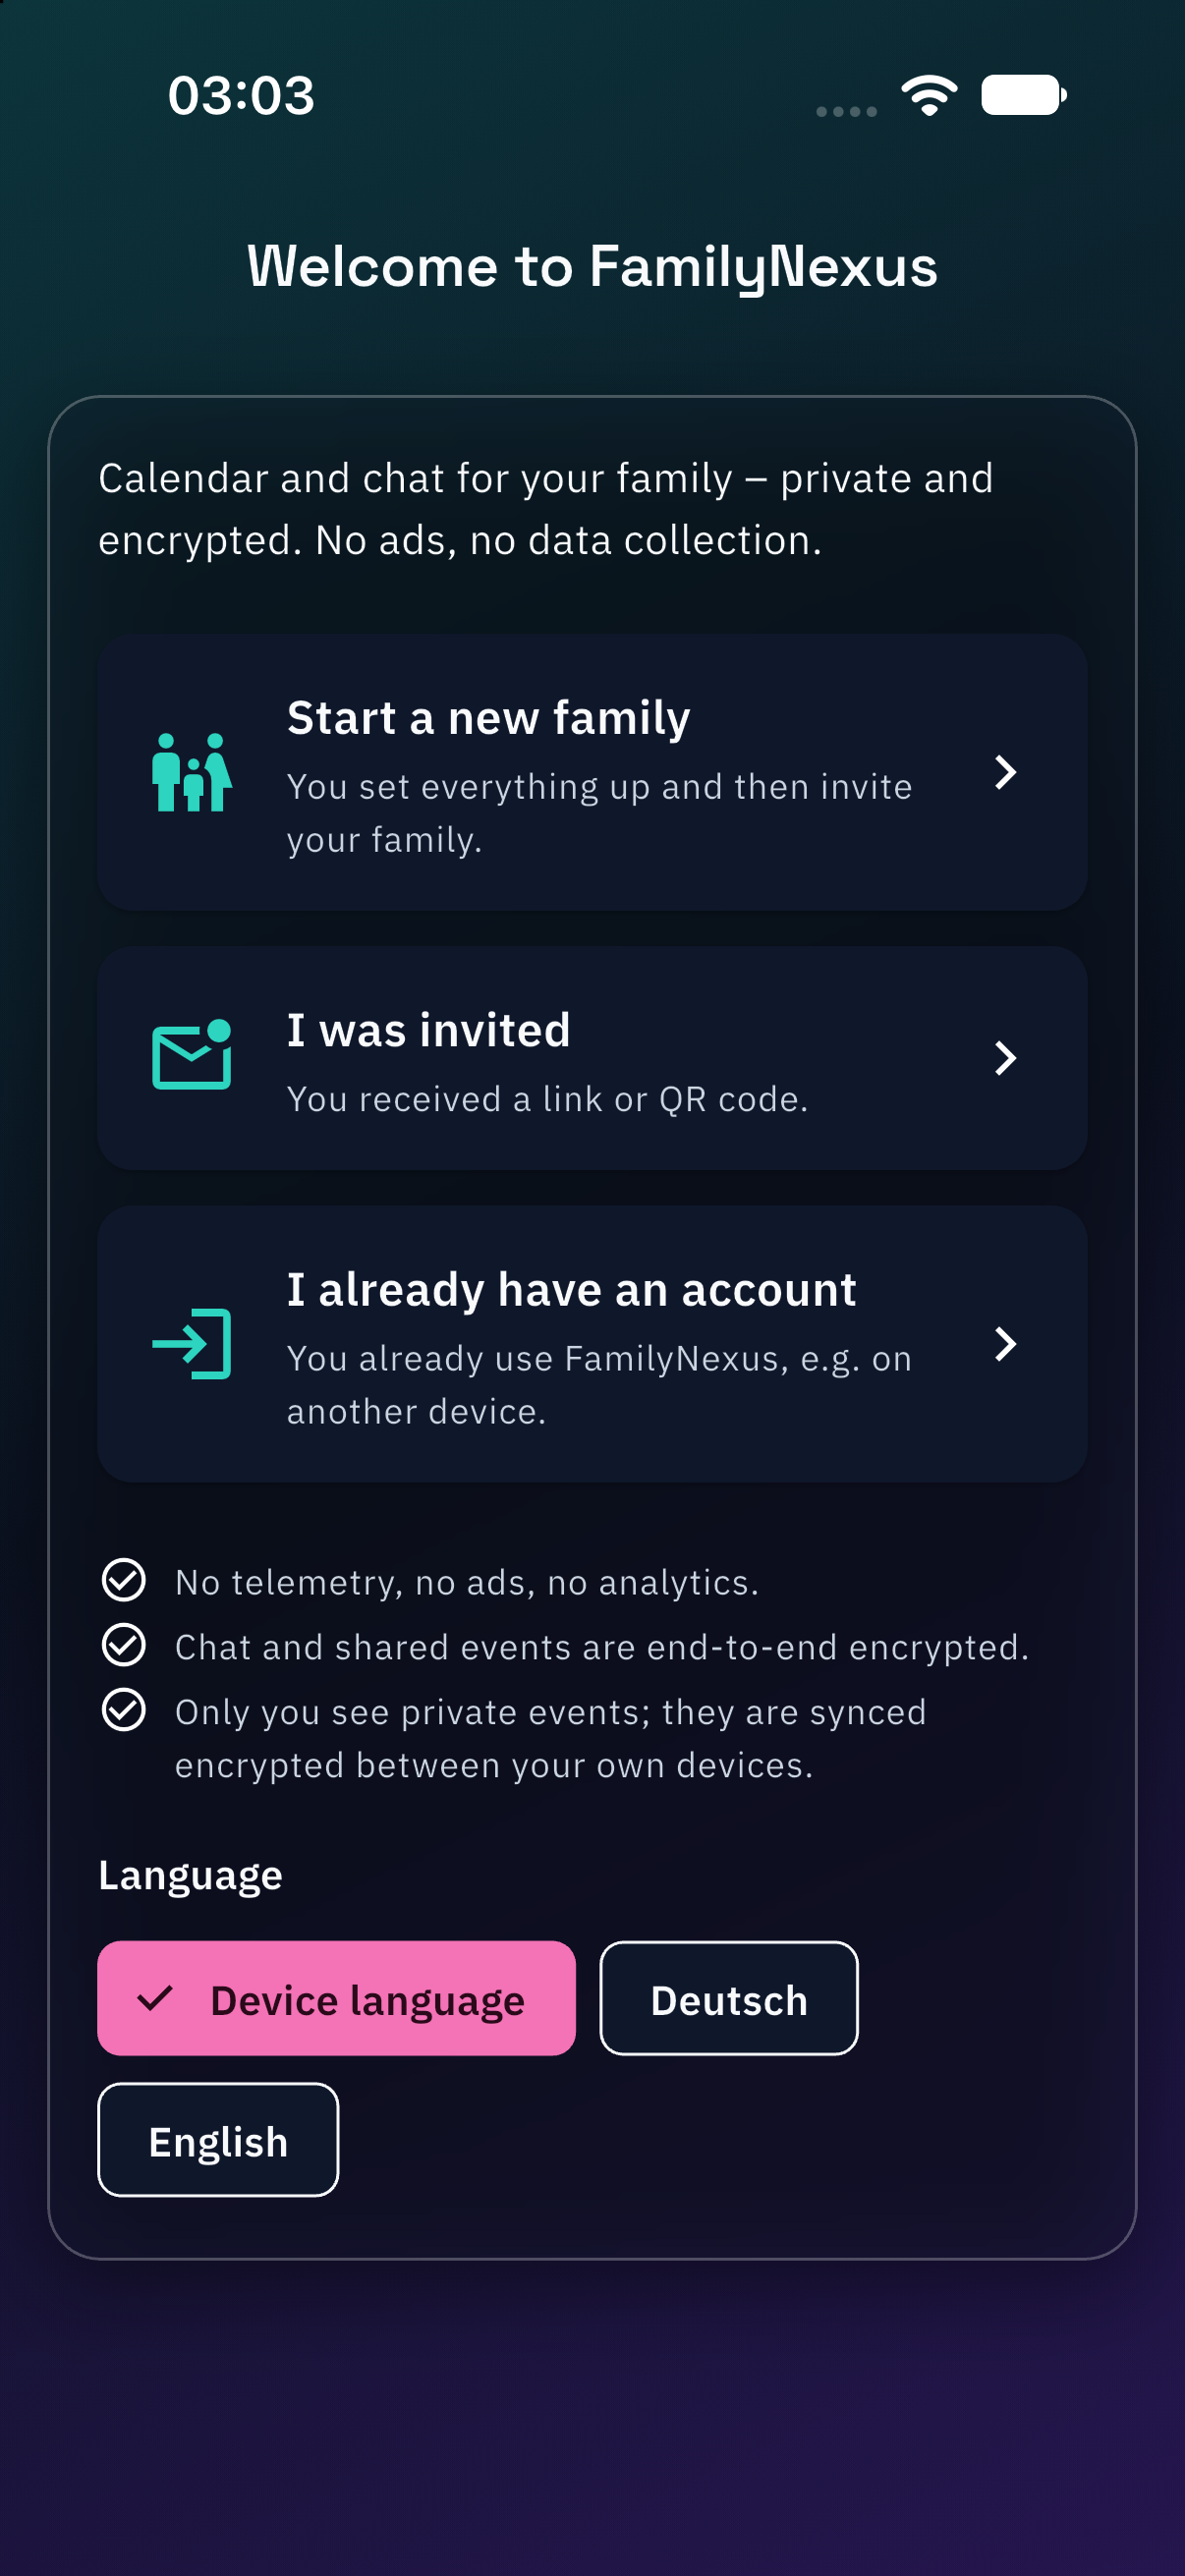 03:03
Welcome to FamilyNexus
Calendar and chat for your family – private and
encrypted. No ads, no data collection.
Start a new family
You set everything up and then invite
your family.
I was invited
You received a link or QR code.
I already have an account
You already use FamilyNexus, e.g. on
another device.
No telemetry, no ads, no analytics.
Chat and shared events are end-to-end encrypted.
Only you see private events; they are synced
encrypted between your own devices.
Language
Device language
Deutsch
English